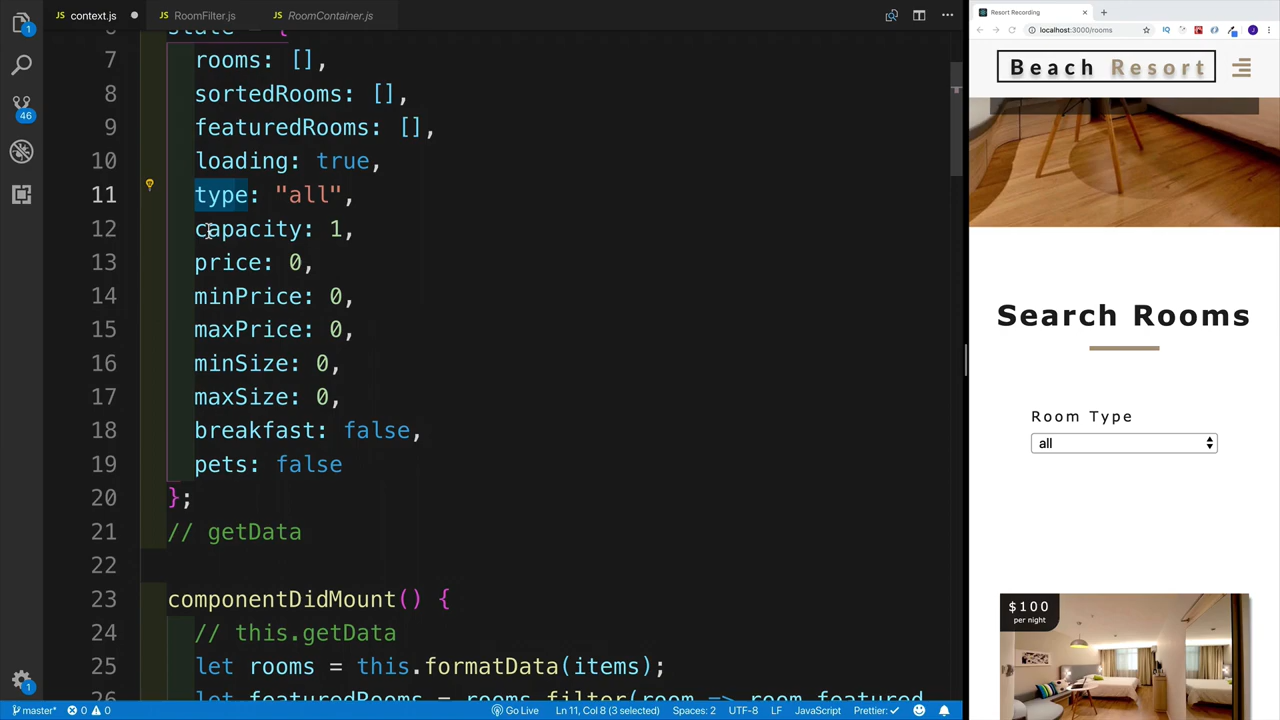 context.js
RoomFilter.js
RoomContainer.js
Resort Recording
localhost:3000/rooms
7 rooms: [],
8 sortedRooms: [],
9 featuredRooms: [],
10 loading: true,
11 type: "all",
12 capacity: 1,
13 price: 0,
14 minPrice: 0,
15 maxPrice: 0,
16 minSize: 0,
17 maxSize: 0,
18 breakfast: false,
19 pets: false
20 };
21 // getData
22
23 componentDidMount() {
24 // this.getData
25 let rooms = this.formatData(items);
46
1
1
Beach Resort
Search Rooms
Room Type
all
$100
per night
master*
0
0
Go Live
Ln 11, Col 8 (3 selected)
Spaces: 2
UTF-8
LF
JavaScript
Prettier: